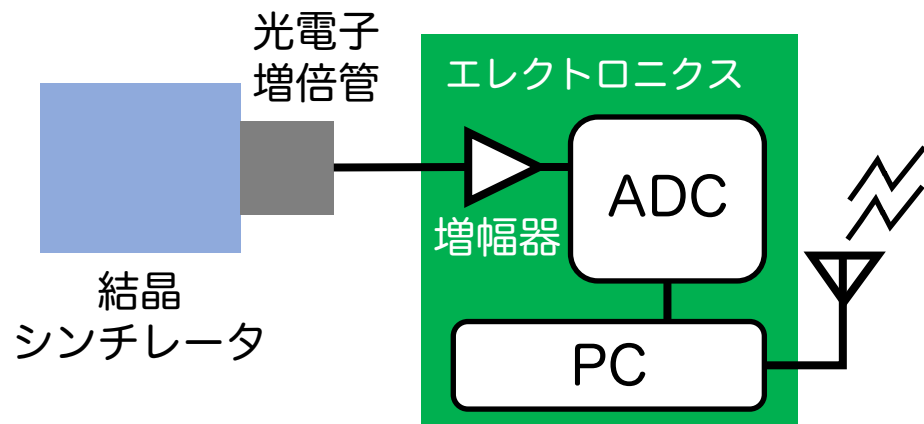 光電子
増倍管
エレクトロニクス
ADC
増幅器
結晶
シンチレータ
PC